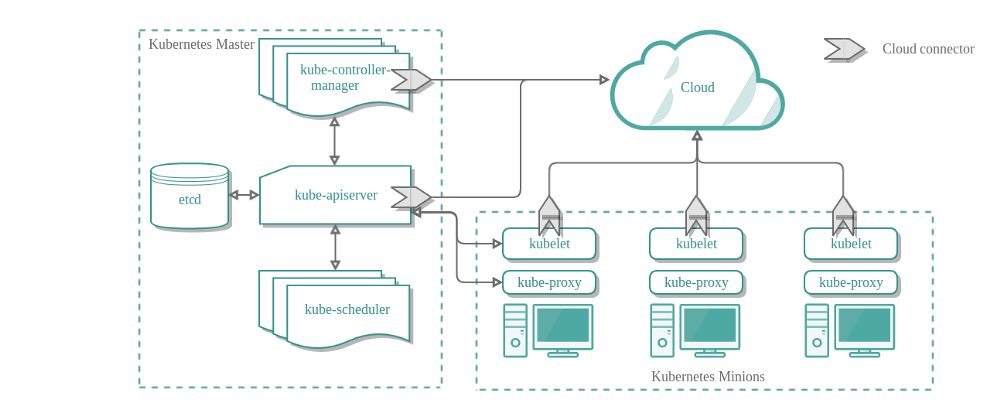 Kubernetes Master
kube-controller-
manager
Cloud
Cloud connector
etcd
kube-apiserver
kube-scheduler
kubelet
kubelet
kubelet
kube-proxy
kube-proxy
kube-proxy
Kubernetes Minions